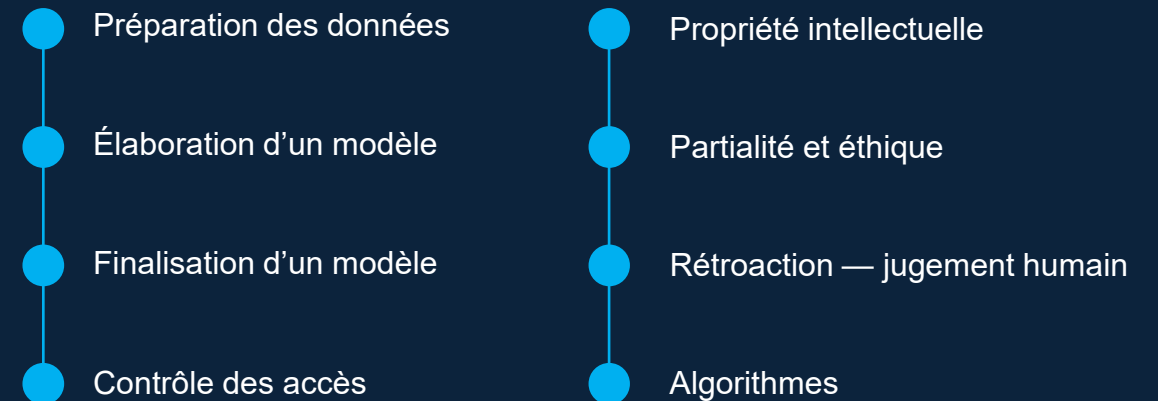 Préparation des données
Élaboration d’un modèle
Finalisation d’un modèle
Contrôle des accès
Propriété intellectuelle
Partialité et éthique
Rétroaction — jugement humain
Algorithmes